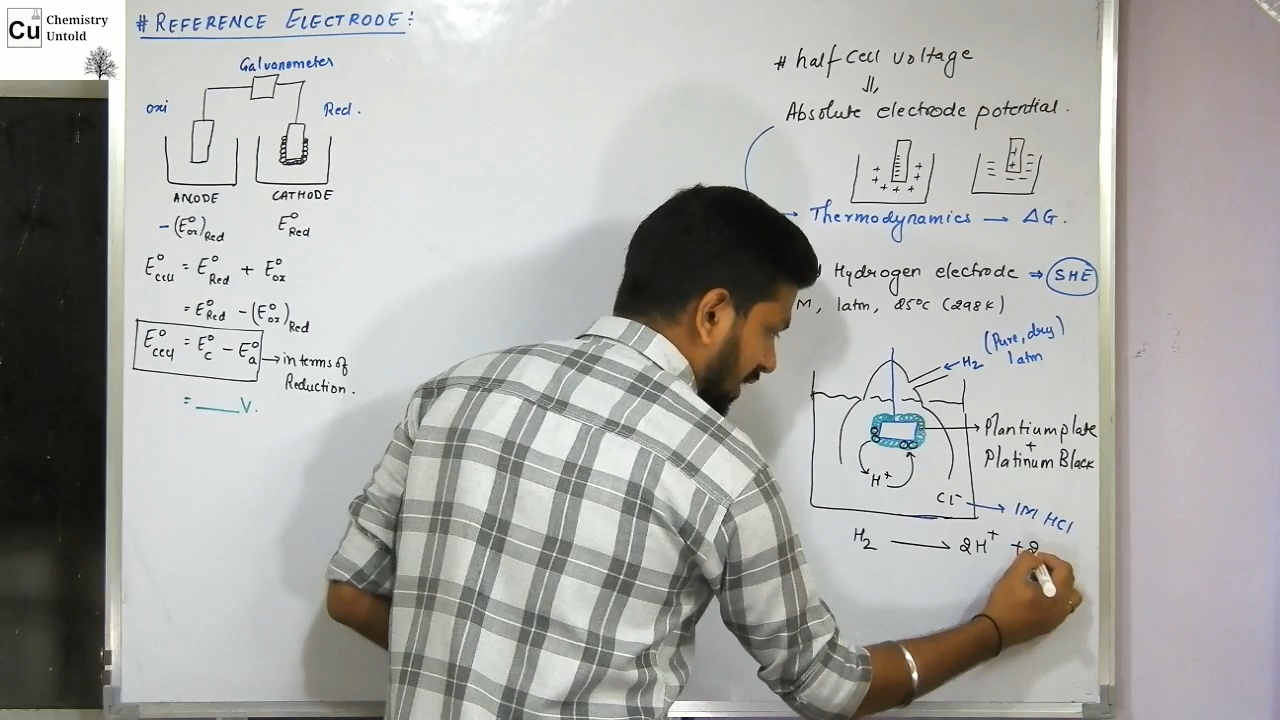 Cu
Chemistry
Untold
# REFERENCE ELECTRODE:
Galvanometer
oxi
Red.
ANODE
CATHODE
-(E°ox)Red
E°Red
E°cell = E°Red + E°ox
= E°Red - (E°ox)Red
E°cell = E°c - E°a
in terms of
Reduction.
= ____ V.
# half cell voltage
⇓
Absolute electrode potential.
+ + + + + + + +
+ +
Thermodynamics → ΔG.
Hydrogen electrode ⇒ SHE
M, 1atm, 25°C (298K)
H2 (Pure, dry)
1atm
Plantium plate
+
Platinum Black
H+
Cl-
1M HCl
H2 → 2H+ + 2